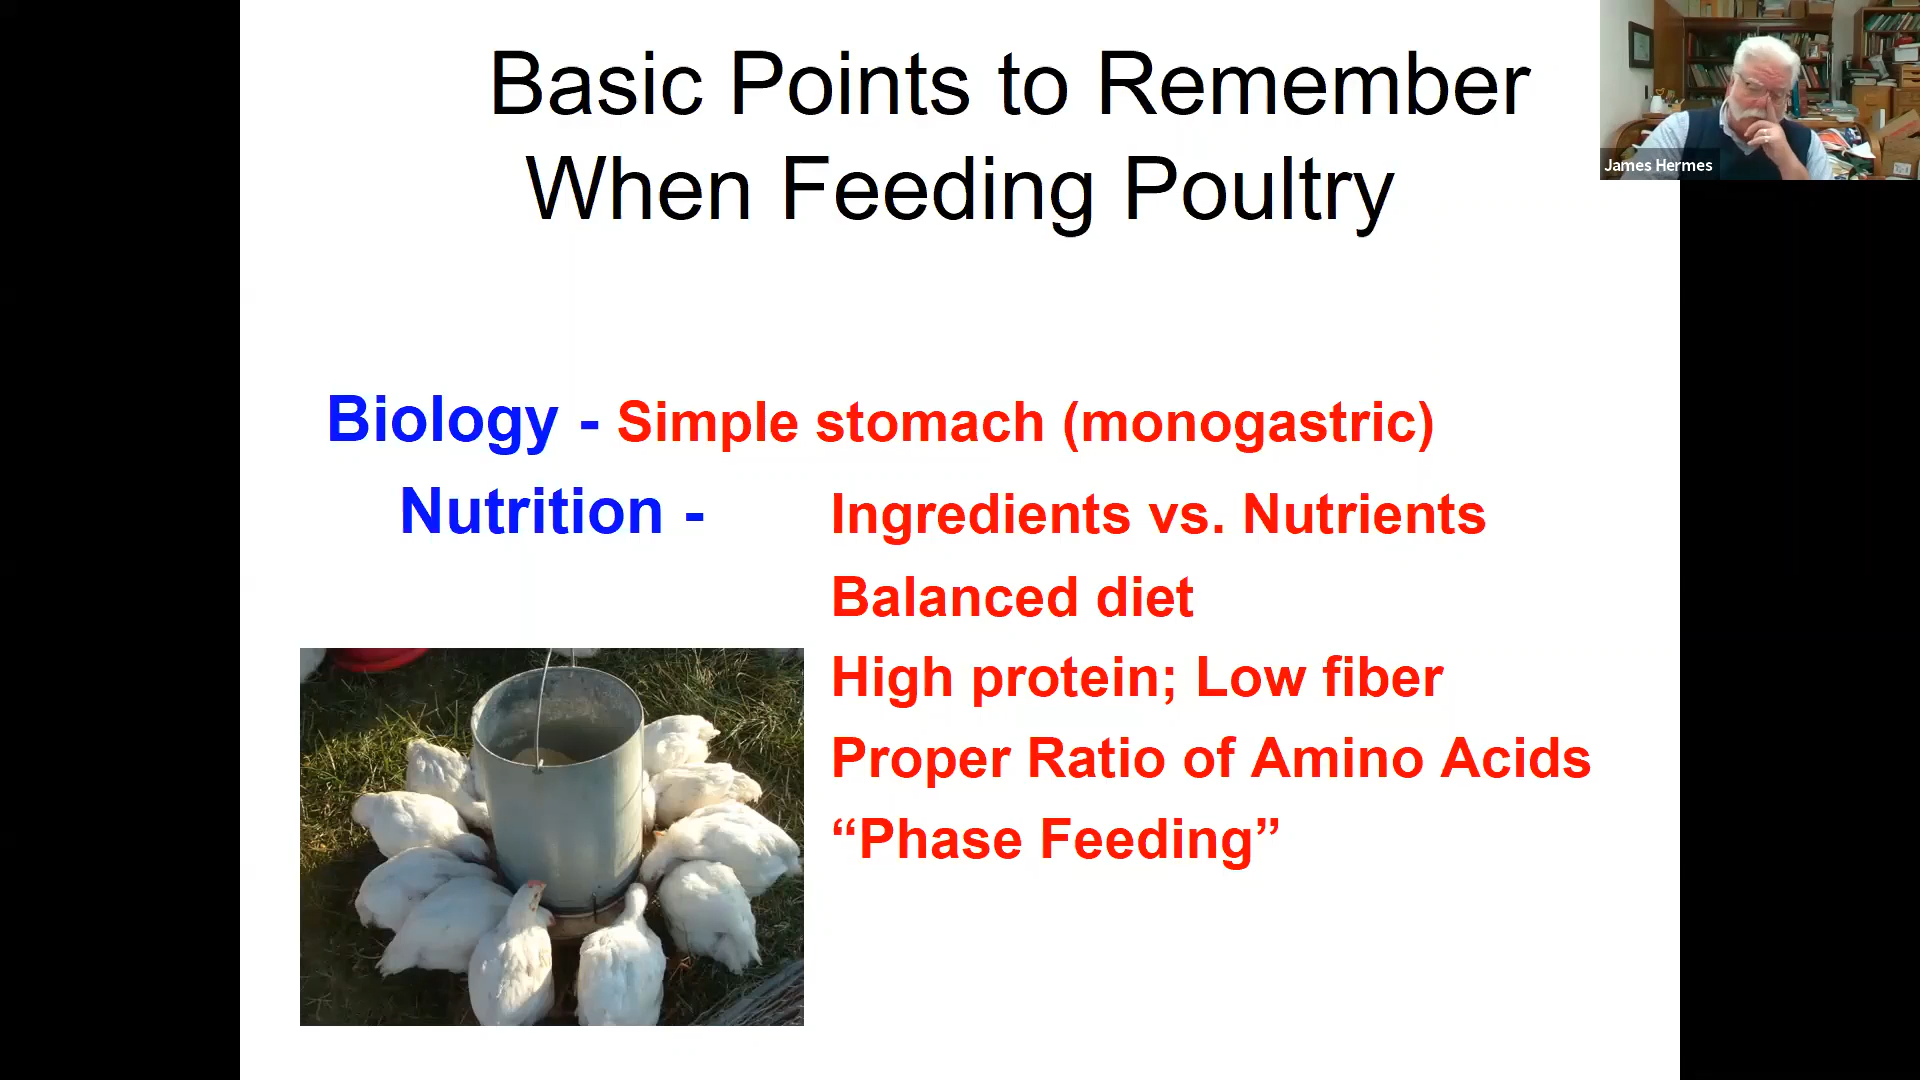 Basic Points to Remember
When Feeding Poultry
James Hermes
Biology - Simple stomach (monogastric)
Nutrition - Ingredients vs. Nutrients
Balanced diet
High protein; Low fiber
Proper Ratio of Amino Acids
“Phase Feeding”